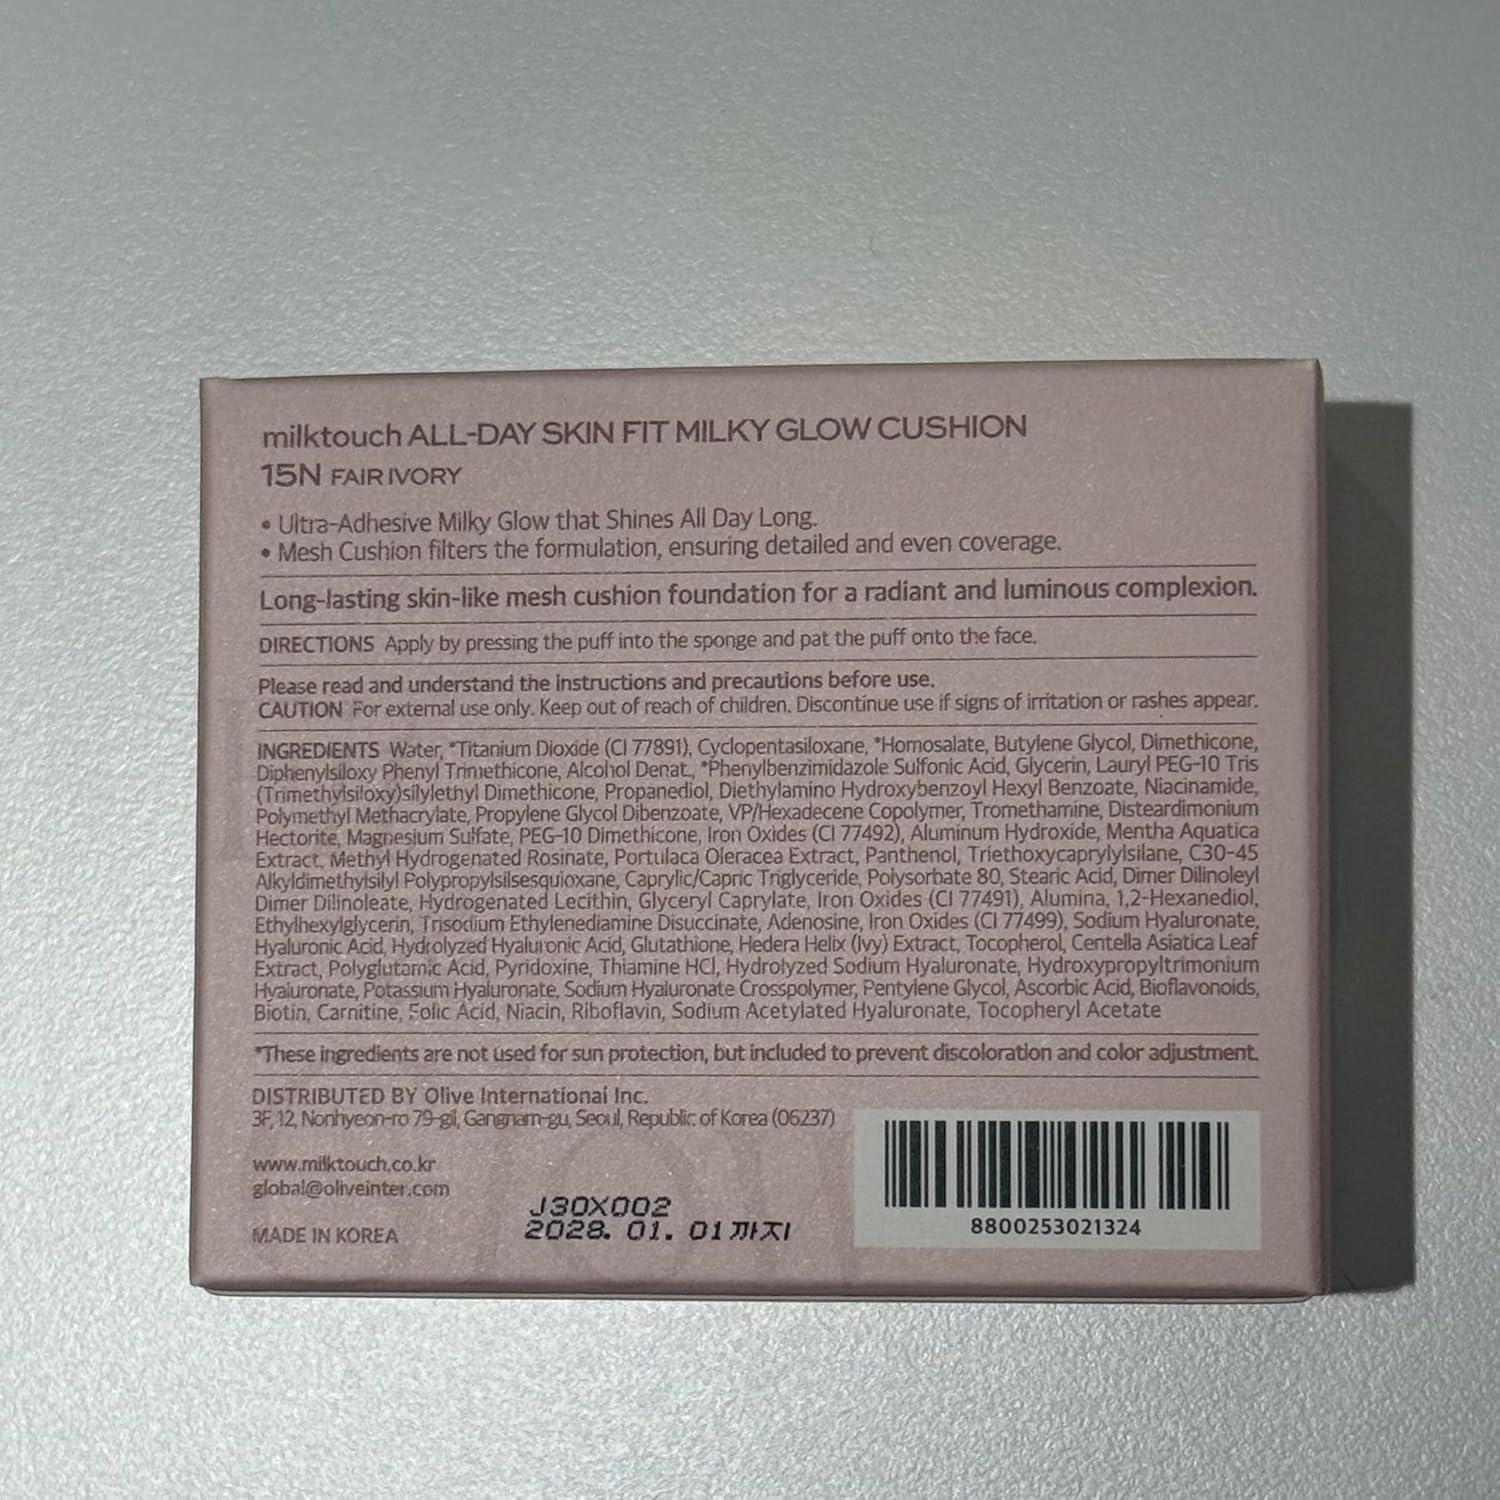 milktouch ALL-DAY SKIN FIT MILKY GLOW CUSHION
15N FAIR IVORY
• Ultra-Adhesive Milky Glow that Shines All Day Long.
• Mesh Cushion filters the formulation, ensuring detailed and even coverage.
Long-lasting skin-like mesh cushion foundation for a radiant and luminous complexion.
DIRECTIONS Apply by pressing the puff into the sponge and pat the puff onto the face.
Please read and understand the instructions and precautions before use.
CAUTION For external use only. Keep out of reach of children. Discontinue use if signs of irritation or rashes appear.
INGREDIENTS Water, *Titanium Dioxide (CI 77891), Cyclopentasiloxane, *Homosalate, Butylene Glycol, Dimethicone,
Diphenylsiloxy Phenyl Trimethicone, Alcohol Denat., *Phenylbenzimidazole Sulfonic Acid, Glycerin, Lauryl PEG-10 Tris
(Trimethylsiloxy)silylethyl Dimethicone, Propanediol, Diethylamino Hydroxybenzoyl Hexyl Benzoate, Niacinamide,
Polymethyl Methacrylate, Propylene Glycol Dibenzoate, VP/Hexadecene Copolymer, Tromethamine, Disteardimonium
Hectorite, Magnesium Sulfate, PEG-10 Dimethicone, Iron Oxides (CI 77492), Aluminum Hydroxide, Mentha Aquatica
Extract, Methyl Hydrogenated Rosinate, Portulaca Oleracea Extract, Panthenol, Triethoxycaprylylsilane, C30-45
Alkyldimethylsilyl Polypropylsilsesquioxane, Caprylic/Capric Triglyceride, Polysorbate 80, Stearic Acid, Dimer Dilinoleyl
Dimer Dilinoleate, Hydrogenated Lecithin, Glyceryl Caprylate, Iron Oxides (CI 77491), Alumina, 1,2-Hexanediol,
Ethylhexylglycerin, Trisodium Ethylenediamine Disuccinate, Adenosine, Iron Oxides (CI 77499), Sodium Hyaluronate,
Hyaluronic Acid, Hydrolyzed Hyaluronic Acid, Glutathione, Hedera Helix (Ivy) Extract, Tocopherol, Centella Asiatica Leaf
Extract, Polyglutamic Acid, Pyridoxine, Thiamine HCl, Hydrolyzed Sodium Hyaluronate, Hydroxypropyltrimonium
Hyaluronate, Potassium Hyaluronate, Sodium Hyaluronate Crosspolymer, Pentylene Glycol, Ascorbic Acid, Bioflavonoids,
Biotin, Carnitine, Folic Acid, Niacin, Riboflavin, Sodium Acetylated Hyaluronate, Tocopheryl Acetate
*These ingredients are not used for sun protection, but included to prevent discoloration and color adjustment.
DISTRIBUTED BY Olive International Inc.
3F, 12, Nonhyeon-ro 79-gil, Gangnam-gu, Seoul, Republic of Korea (06237)
www.milktouch.co.kr
global@oliveinter.com
MADE IN KOREA
J30X002
2028. 01. 01까지
8800253021324